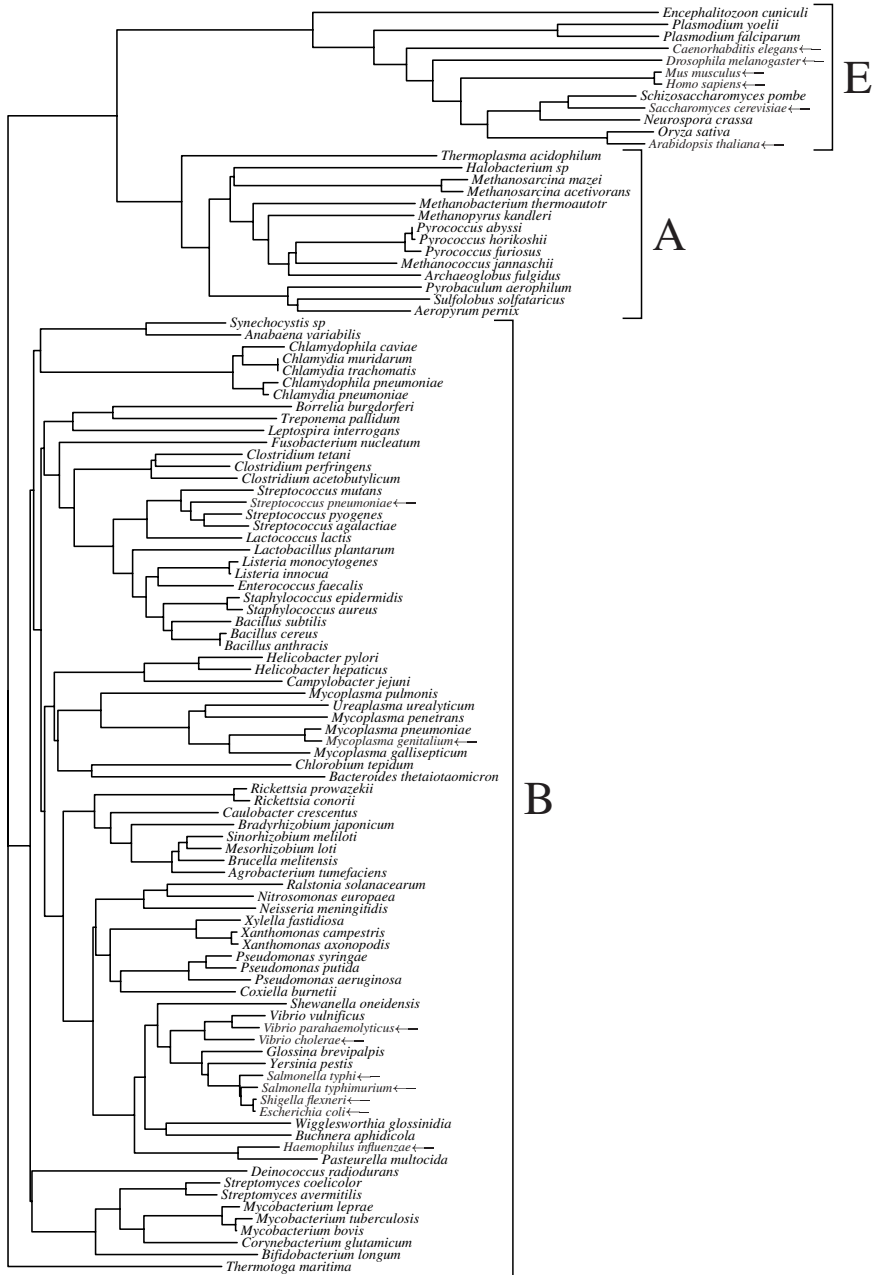 Encephalitozoon cuniculi
Plasmodium yoelii
Plasmodium falciparum
Caenorhabditis elegans←
Drosophila melanogaster←
Mus musculus←
Homo sapiens←
Schizosaccharomyces pombe
Saccharomyces cerevisiae←
Neurospora crassa
Oryza sativa
Arabidopsis thaliana←
E
Thermoplasma acidophilum
Halobacterium sp
Methanosarcina mazei
Methanosarcina acetivorans
Methanobacterium thermoautotr
Methanopyrus kandleri
Pyrococcus abyssi
Pyrococcus horikoshii
Pyrococcus furiosus
Methanococcus jannaschii
Archaeoglobus fulgidus
Pyrobaculum aerophilum
Sulfolobus solfataricus
Aeropyrum pernix
A
Synechocystis sp
Anabaena variabilis
Chlamydophila caviae
Chlamydia muridarum
Chlamydia trachomatis
Chlamydophila pneumoniae
Chlamydia pneumoniae
Borrelia burgdorferi
Treponema pallidum
Leptospira interrogans
Fusobacterium nucleatum
Clostridium tetani
Clostridium perfringens
Clostridium acetobutylicum
Streptococcus mutans
Streptococcus pneumoniae←
Streptococcus pyogenes
Streptococcus agalactiae
Lactococcus lactis
Lactobacillus plantarum
Listeria monocytogenes
Listeria innocua
Enterococcus faecalis
Staphylococcus epidermidis
Staphylococcus aureus
Bacillus subtilis
Bacillus cereus
Bacillus anthracis
Helicobacter pylori
Helicobacter hepaticus
Campylobacter jejuni
Mycoplasma pulmonis
Ureaplasma urealyticum
Mycoplasma penetrans
Mycoplasma pneumoniae
Mycoplasma genitalium←
Mycoplasma gallisepticum
Chlorobium tepidum
Bacteroides thetaiotaomicron
Rickettsia prowazekii
Rickettsia conorii
Caulobacter crescentus
Bradyrhizobium japonicum
Sinorhizobium meliloti
Mesorhizobium loti
Brucella melitensis
Agrobacterium tumefaciens
Ralstonia solanacearum
Nitrosomonas europaea
Neisseria meningitidis
Xylella fastidiosa
Xanthomonas campestris
Xanthomonas axonopodis
Pseudomonas syringae
Pseudomonas putida
Pseudomonas aeruginosa
Coxiella burnetii
Shewanella oneidensis
Vibrio vulnificus
Vibrio parahaemolyticus←
Vibrio cholerae←
Glossina brevipalpis
Yersinia pestis
Salmonella typhi←
Salmonella typhimurium←
Shigella flexneri←
Escherichia coli←
Wigglesworthia glossinidia
Buchnera aphidicola
Haemophilus influenzae←
Pasteurella multocida
Deinococcus radiodurans
Streptomyces coelicolor
Streptomyces avermitilis
Mycobacterium leprae
Mycobacterium tuberculosis
Mycobacterium bovis
Corynebacterium glutamicum
Bifidobacterium longum
Thermotoga maritima
B